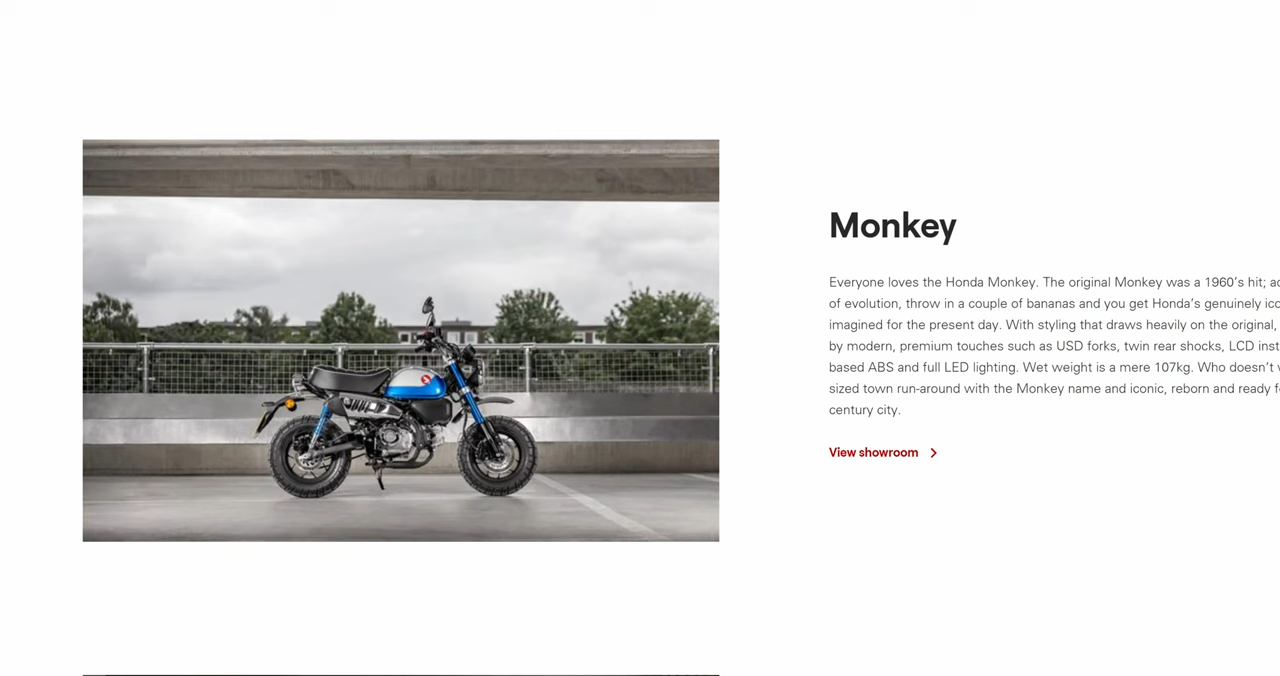 Monkey
Everyone loves the Honda Monkey. The original Monkey was a 1960’s hit;
of evolution, throw in a couple of bananas and you get Honda’s genuinely
imagined for the present day. With styling that draws heavily on the original,
by modern, premium touches such as USD forks, twin rear shocks, LCD
based ABS and full LED lighting. Wet weight is a mere 107kg. Who doesn’t
sized town run-around with the Monkey name and iconic, reborn and ready
century city.
View showroom